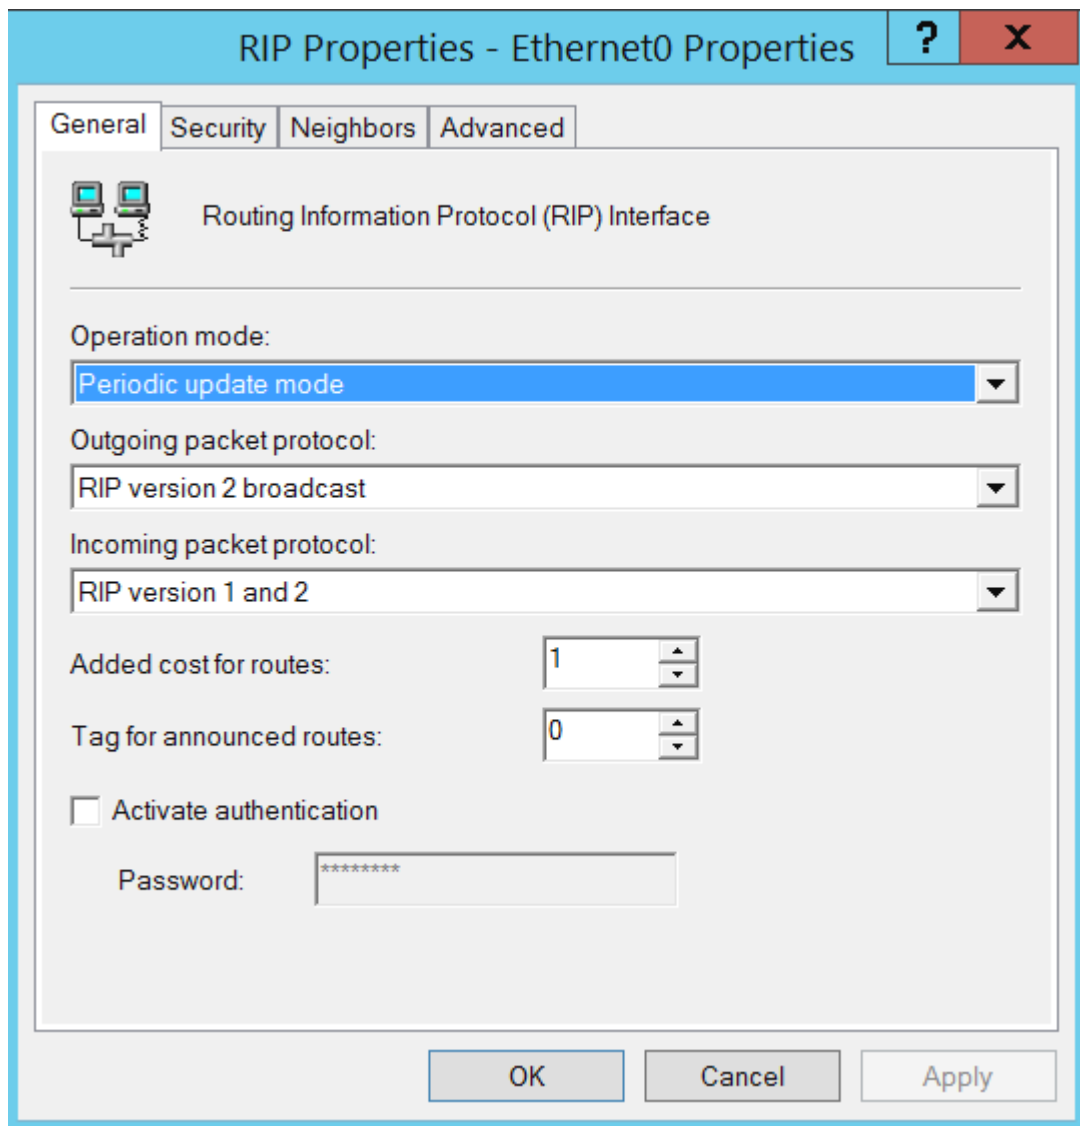 RIP Properties - Ethernet0 Properties
?
X
General Security Neighbors Advanced
Routing Information Protocol (RIP) Interface
Operation mode:
Periodic update mode
Outgoing packet protocol:
RIP version 2 broadcast
Incoming packet protocol:
RIP version 1 and 2
Added cost for routes: 1
Tag for announced routes: 0
Activate authentication
Password: ********
OK Cancel Apply